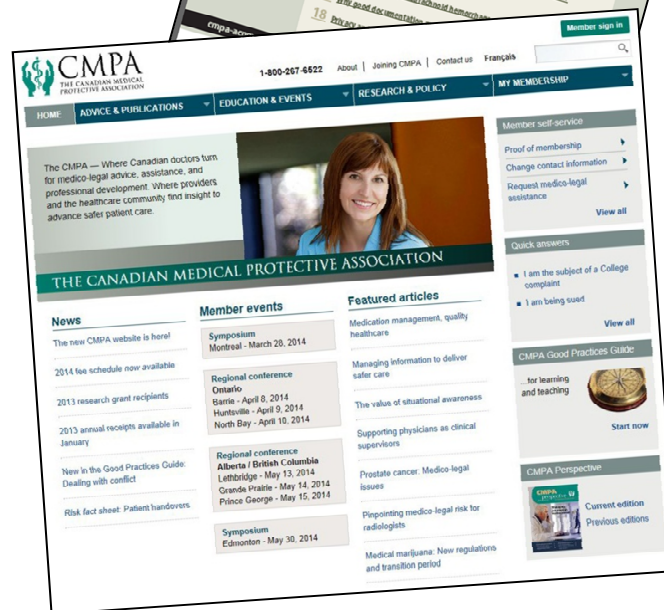 18 Privacy
cmpa-acpm
Member sign in
CMPA
THE CANADIAN MEDICAL
PROTECTIVE ASSOCIATION
1-800-267-6522 About | Joining CMPA | Contact us Français
HOME ADVICE & PUBLICATIONS EDUCATION & EVENTS RESEARCH & POLICY MY MEMBERSHIP
The CMPA — Where Canadian doctors turn
for medico-legal advice, assistance, and
professional development. Where providers
and the healthcare community find insight to
advance safer patient care.
THE CANADIAN MEDICAL PROTECTIVE ASSOCIATION
News
The new CMPA website is here!
2014 fee schedule now available
2013 research grant recipients
2013 annual receipts available in
January
New in the Good Practices Guide:
Dealing with conflict
Risk fact sheet: Patient handovers
Member events
Symposium
Montreal - March 28, 2014
Regional conference
Ontario
Barrie - April 8, 2014
Huntsville - April 9, 2014
North Bay - April 10, 2014
Regional conference
Alberta / British Columbia
Lethbridge - May 13, 2014
Grande Prairie - May 14, 2014
Prince George - May 15, 2014
Symposium
Edmonton - May 30, 2014
Featured articles
Medication management, quality
healthcare
Managing information to deliver
safer care
The value of situational awareness
Supporting physicians as clinical
supervisors
Prostate cancer: Medico-legal
issues
Pinpointing medico-legal risk for
radiologists
Medical marijuana: New regulations
and transition period
Member self-service
Proof of membership
Change contact information
Request medico-legal
assistance
View all
Quick answers
I am the subject of a College
complaint
I am being sued
View all
CMPA Good Practices Guide
...for learning
and teaching
Start now
CMPA Perspective
CMPA
Current edition
Previous editions